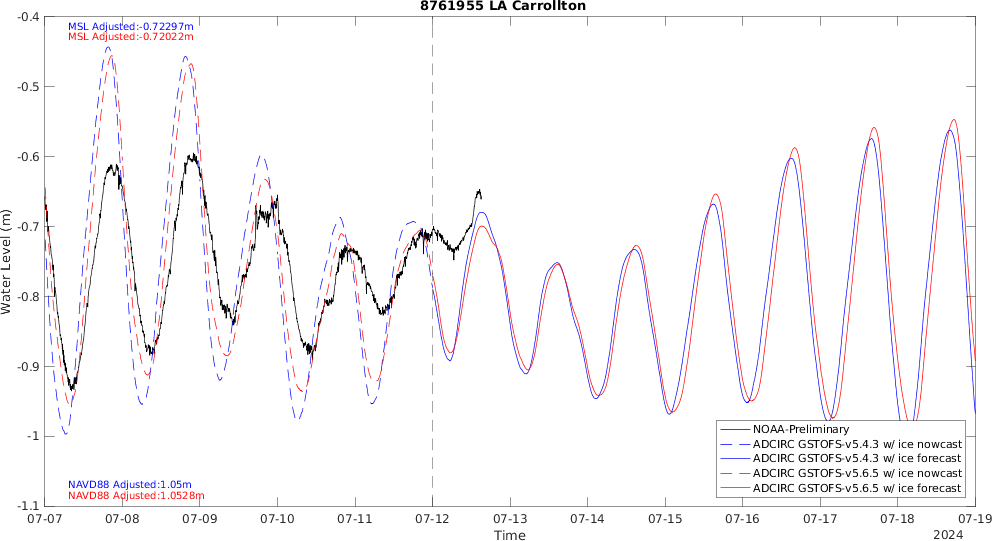 8761955 LA Carrollton
MSL Adjusted:-0.72297m
MSL Adjusted:-0.72022m
-0.4
-0.5
-0.6
-0.7
-0.8
-0.9
-1
-1.1
Water Level (m)
NAVD88 Adjusted:1.05m
NAVD88 Adjusted:1.0528m
NOAA-Preliminary
ADCIRC GSTOFS-v5.4.3 w/ ice nowcast
ADCIRC GSTOFS-v5.4.3 w/ ice forecast
ADCIRC GSTOFS-v5.6.5 w/ ice nowcast
ADCIRC GSTOFS-v5.6.5 w/ ice forecast
07-07 07-08 07-09 07-10 07-11 07-12 07-13 07-14 07-15 07-16 07-17 07-18 07-19
Time
2024